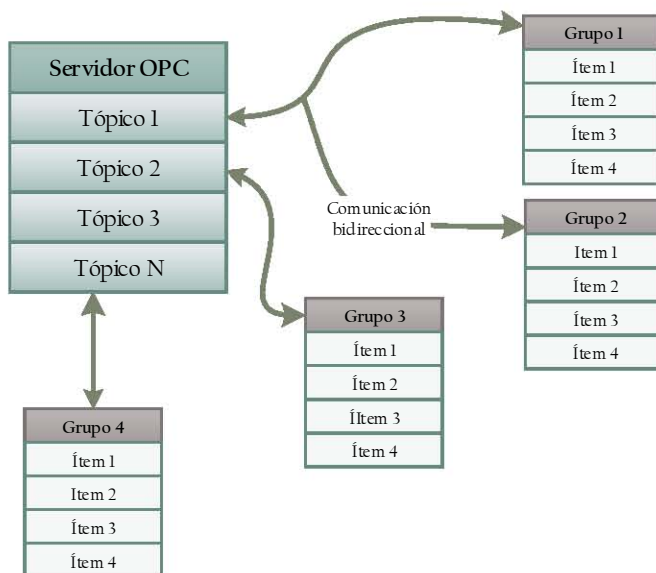 Servidor OPC
Tópico 1
Tópico 2
Tópico 3
Tópico N
Grupo 1
Ítem 1
Ítem 2
Ítem 3
Ítem 4
Comunicación
bidireccional
Grupo 2
Item 1
Ítem 2
Ítem 3
Ítem 4
Grupo 3
Ítem 1
Ítem 2
ÍItem 3
Ítem 4
Grupo 4
Ítem 1
Item 2
Ítem 3
Ítem 4